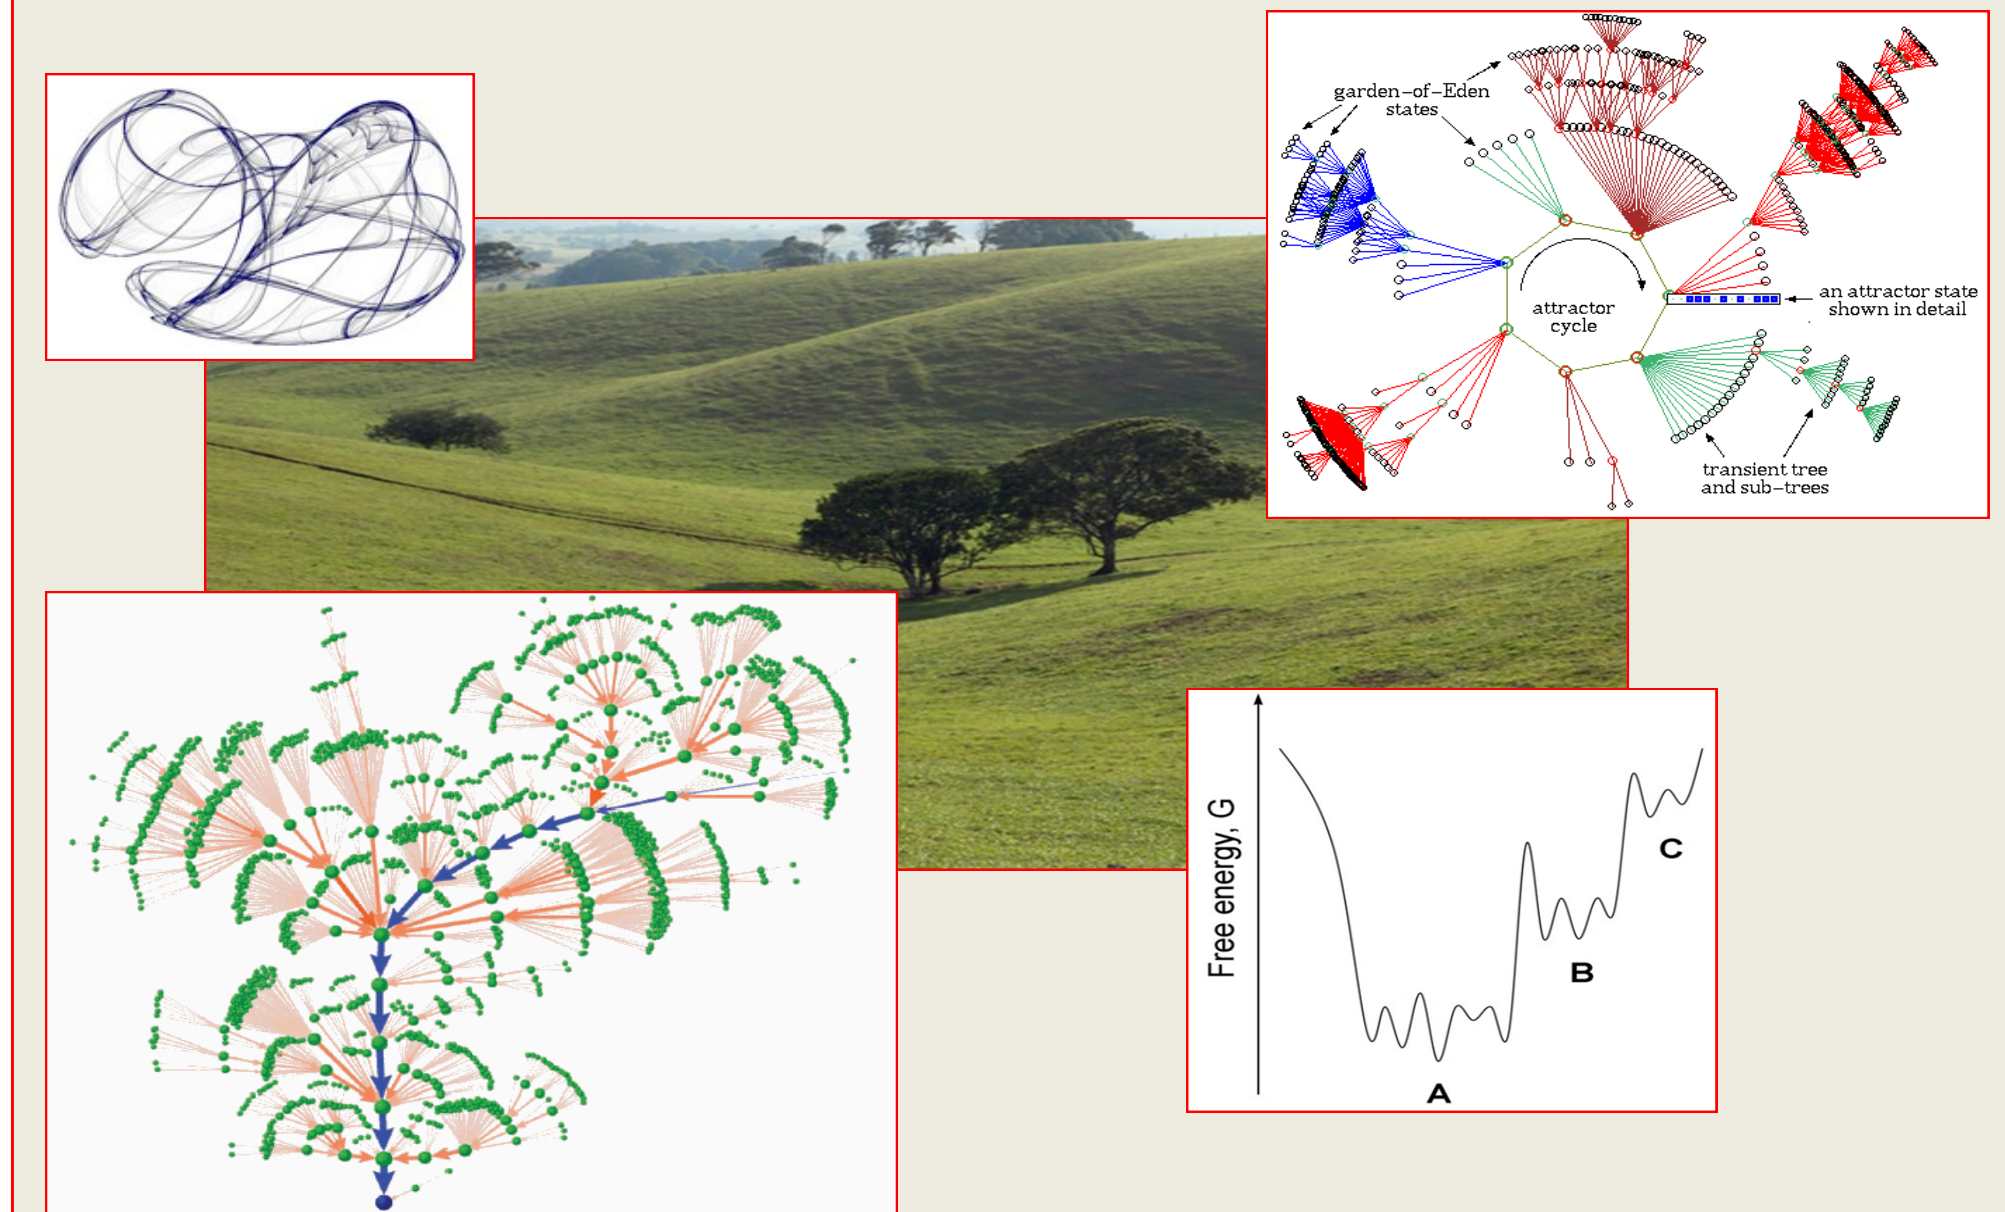 garden-of-Eden
states
attractor
cycle
an attractor state
shown in detail
transient tree
and sub-trees
Free energy, G
A
B
C